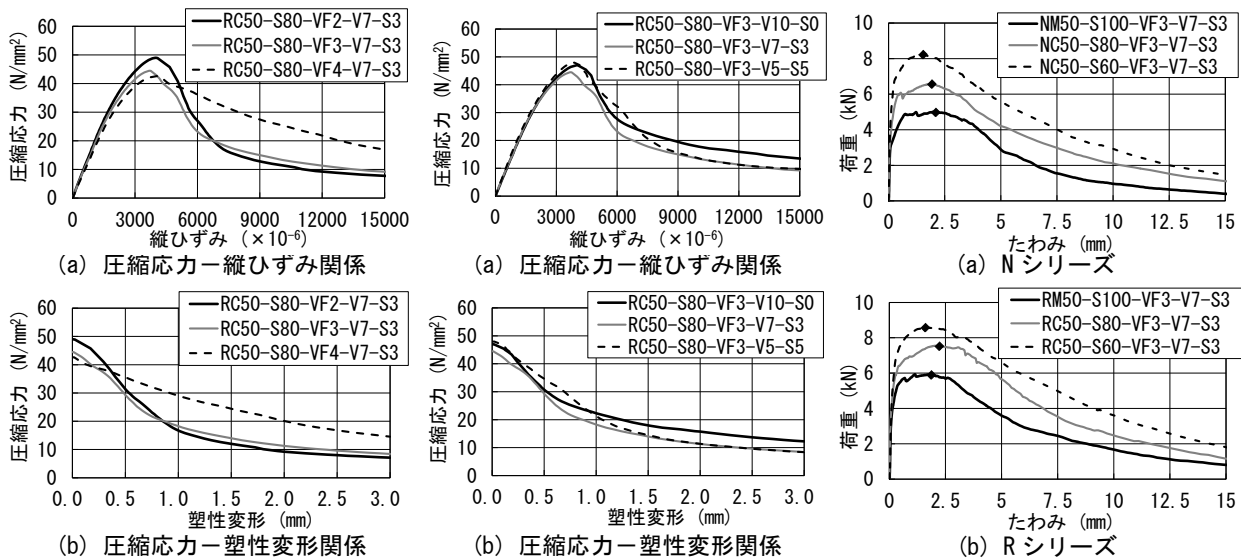 RC50-S80-VF2-V7-S3
RC50-S80-VF3-V7-S3
RC50-S80-VF4-V7-S3
圧縮応力 (N/mm²)
60
50
40
30
20
10
0
0 3000 6000 9000 12000 15000
縦ひずみ (×10⁻⁶)
(a) 圧縮応力－縦ひずみ関係
RC50-S80-VF3-V10-S0
RC50-S80-VF3-V7-S3
RC50-S80-VF3-V5-S5
圧縮応力 (N/mm²)
60
50
40
30
20
10
0
0 3000 6000 9000 12000 15000
縦ひずみ (×10⁻⁶)
(a) 圧縮応力－縦ひずみ関係
NM50-S100-VF3-V7-S3
NC50-S80-VF3-V7-S3
NC50-S60-VF3-V7-S3
荷重 (kN)
10
8
6
4
2
0
0 2.5 5 7.5 10 12.5 15
たわみ (mm)
(a) N シリーズ
RC50-S80-VF2-V7-S3
RC50-S80-VF3-V7-S3
RC50-S80-VF4-V7-S3
圧縮応力 (N/mm²)
60
50
40
30
20
10
0
0.0 0.5 1.0 1.5 2.0 2.5 3.0
塑性変形 (mm)
(b) 圧縮応力－塑性変形関係
RC50-S80-VF3-V10-S0
RC50-S80-VF3-V7-S3
RC50-S80-VF3-V5-S5
圧縮応力 (N/mm²)
60
50
40
30
20
10
0
0.0 0.5 1.0 1.5 2.0 2.5 3.0
塑性変形 (mm)
(b) 圧縮応力－塑性変形関係
RM50-S100-VF3-V7-S3
RC50-S80-VF3-V7-S3
RC50-S60-VF3-V7-S3
荷重 (kN)
10
8
6
4
2
0
0 2.5 5 7.5 10 12.5 15
たわみ (mm)
(b) R シリーズ